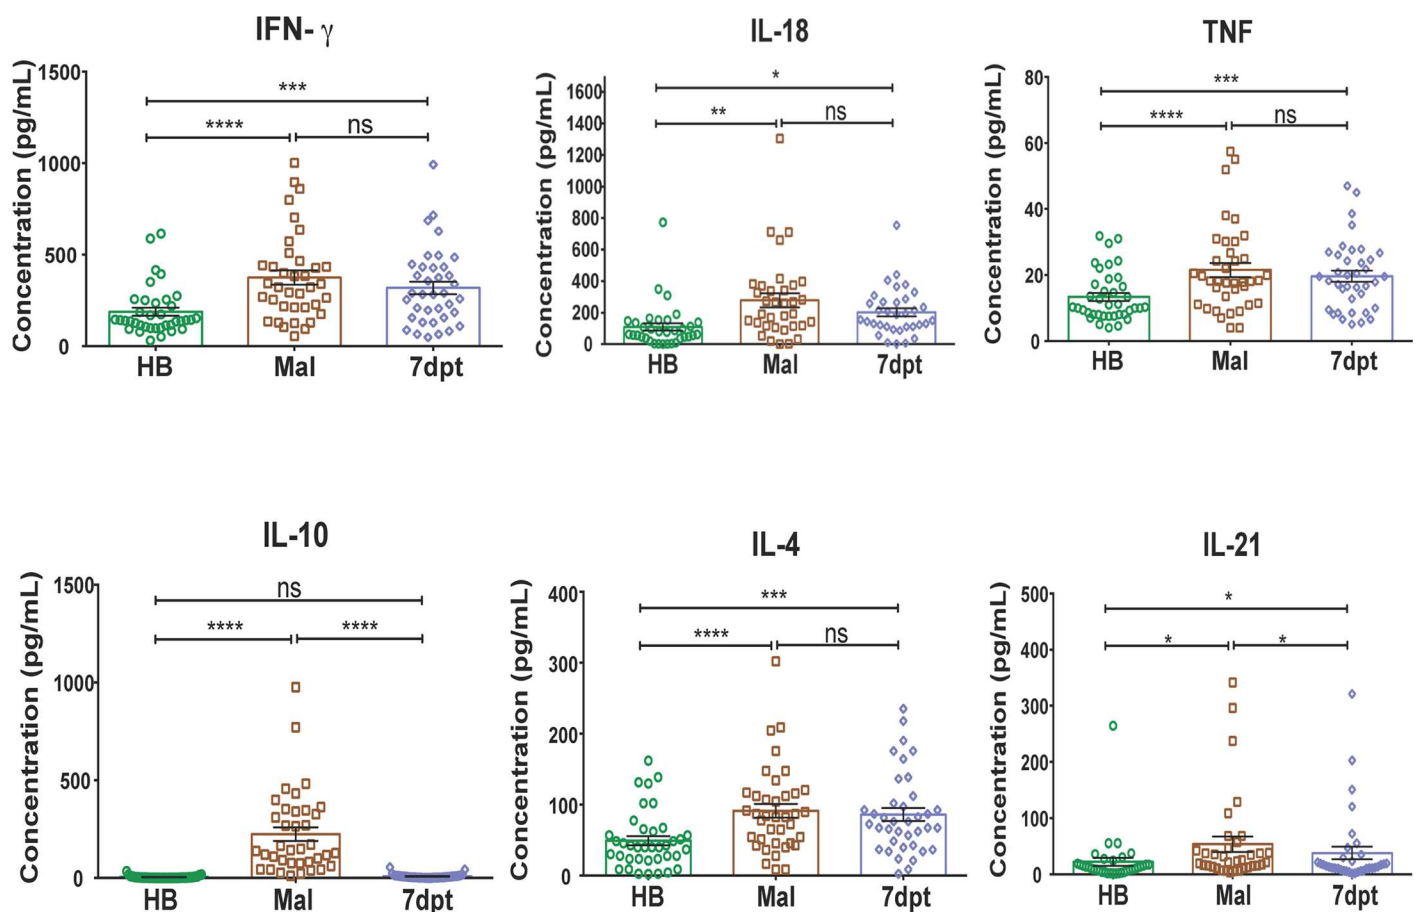 IFN- γ
Concentration (pg/mL)
1500
1000
500
0
***
****
ns
HB
Mal
7dpt
IL-18
Concentration (pg/mL)
1600
1400
1200
1000
800
600
400
200
0
*
**
ns
HB
Mal
7dpt
TNF
Concentration (pg/mL)
80
60
40
20
0
***
****
ns
HB
Mal
7dpt
IL-10
Concentration (pg/mL)
1500
1000
500
0
ns
****
****
HB
Mal
7dpt
IL-4
Concentration (pg/mL)
400
300
200
100
0
***
****
ns
HB
Mal
7dpt
IL-21
Concentration (pg/mL)
500
400
300
200
100
0
*
*
*
HB
Mal
7dpt